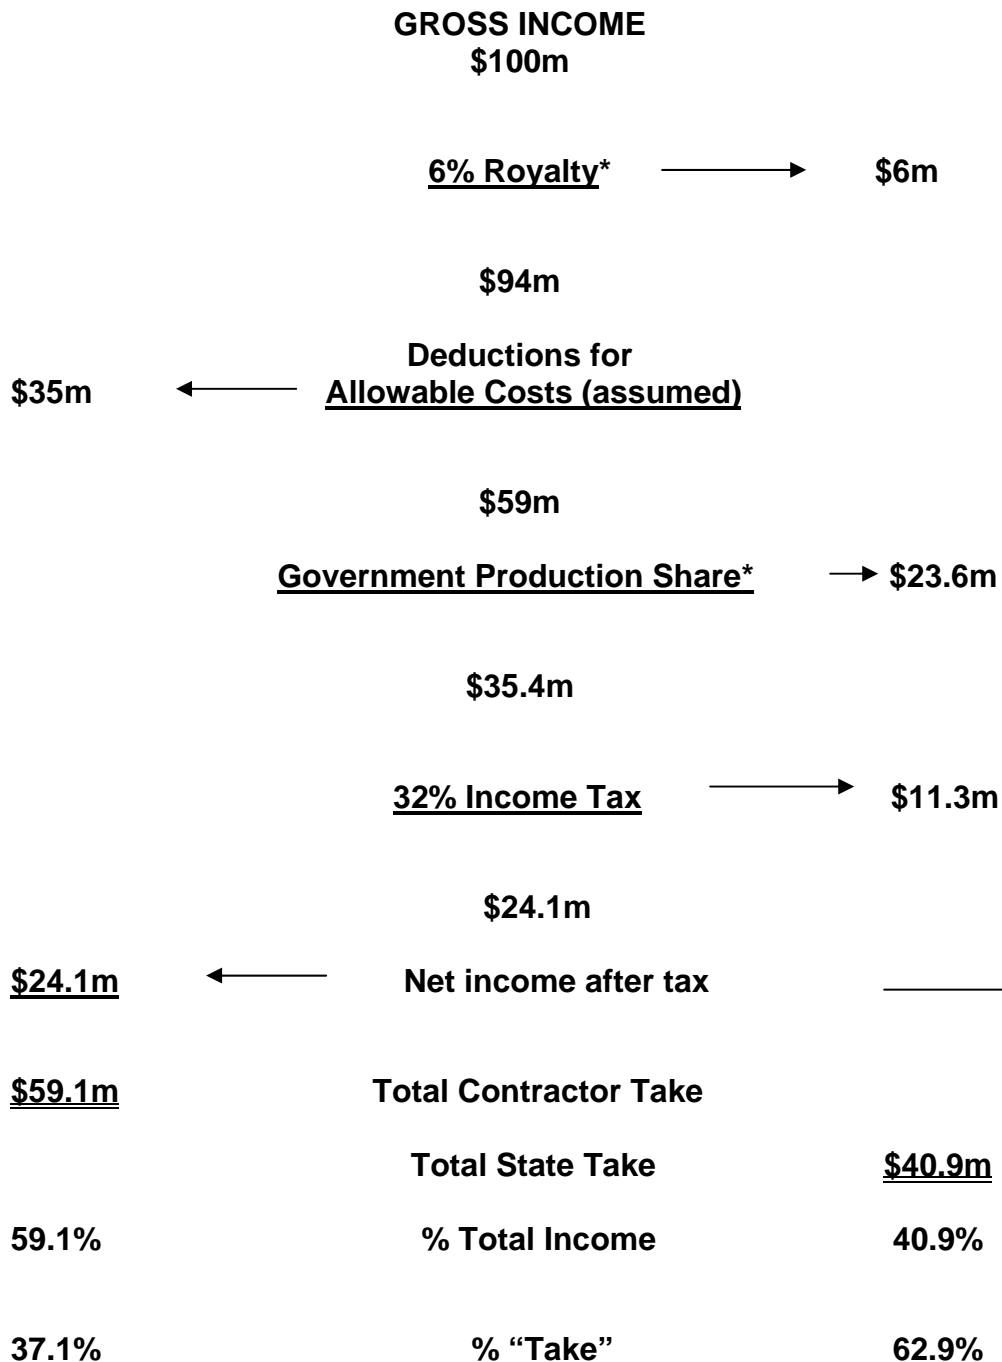 GROSS INCOME
$100m
6% Royalty* $6m
$94m
Deductions for
$35m Allowable Costs (assumed)
$59m
Government Production Share* $23.6m
$35.4m
32% Income Tax $11.3m
$24.1m
$24.1m Net income after tax
$59.1m Total Contractor Take
Total State Take $40.9m
59.1% % Total Income 40.9%
37.1% % “Take” 62.9%